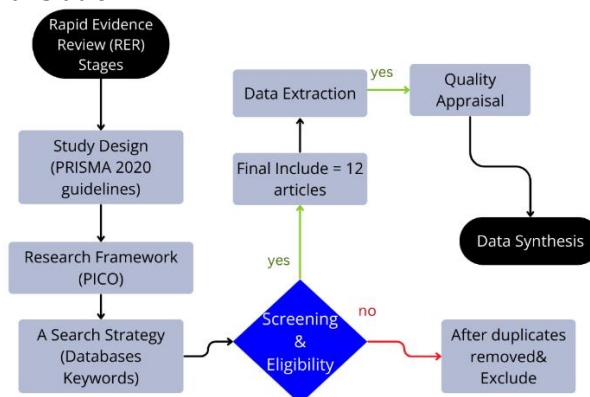 Rapid Evidence
Review (RER)
Stages
Study Design
(PRISMA 2020
guidelines)
Research Framework
(PICO)
A Search Strategy
(Databases
Keywords)
Screening
&
Eligibility
yes
no
Final Include = 12
articles
Data Extraction
yes
Quality
Appraisal
Data Synthesis
After duplicates
removed&
Exclude